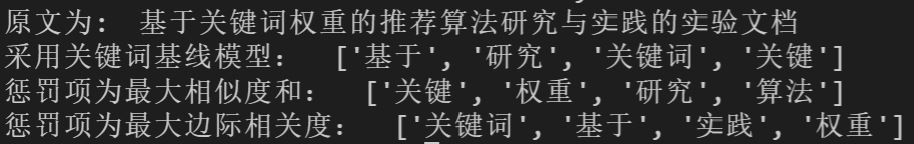 原文为： 基于关键词权重的推荐算法研究与实践的实验文档
采用关键词基线模型： ['基于', '研究', '关键词', '关键']
惩罚项为最大相似度和： ['关键', '权重', '研究', '算法']
惩罚项为最大边际相关度： ['关键词', '基于', '实践', '权重']